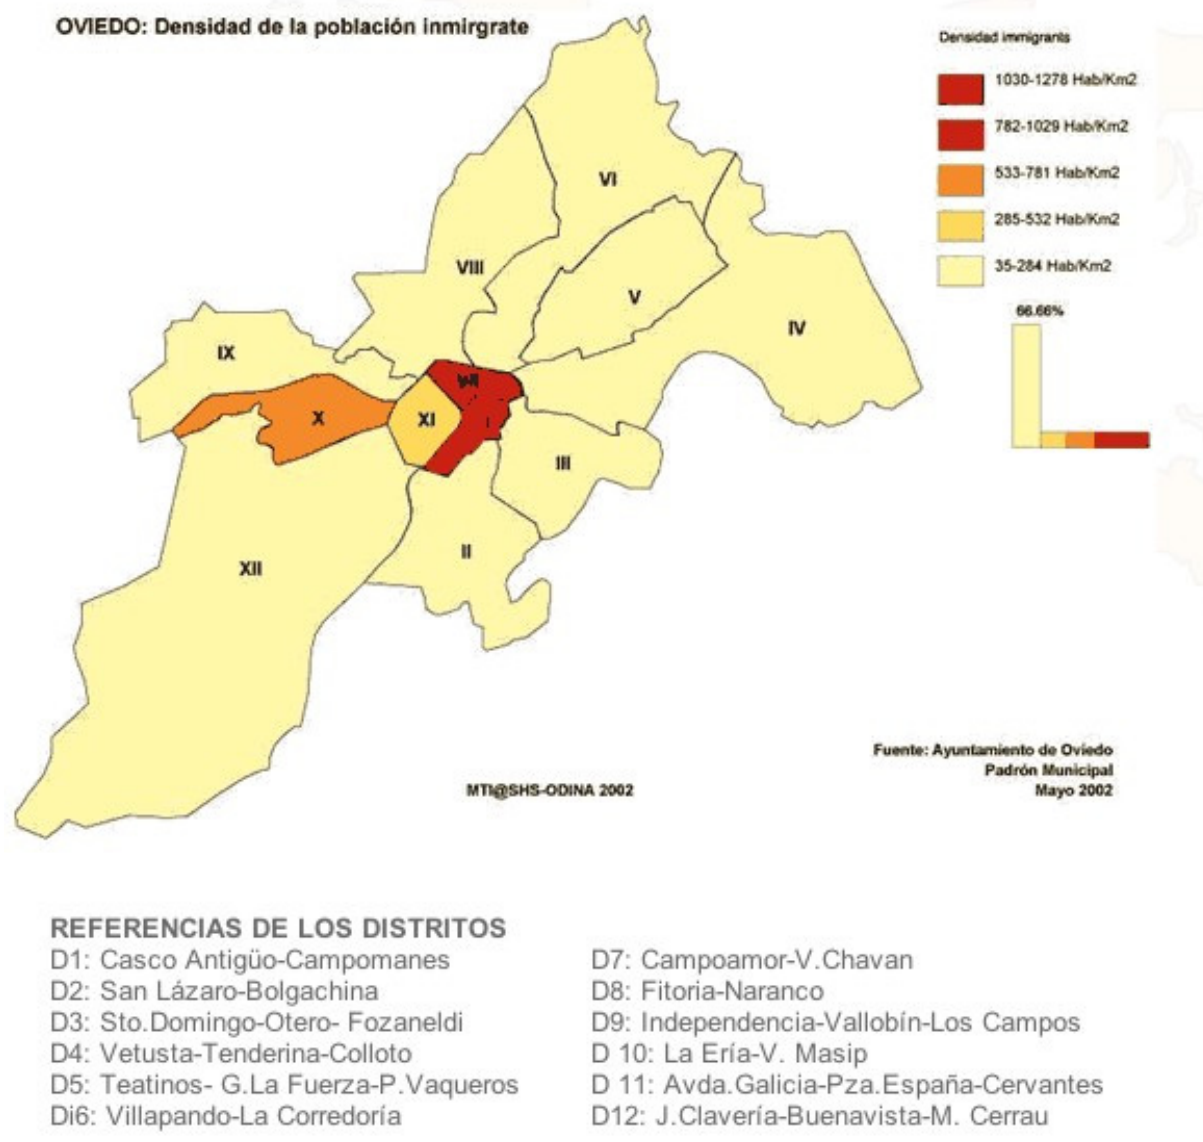 OVIEDO: Densidad de la población inmirgrate
Densidad immigrants
1030-1278 Hab/Km2
782-1029 Hab/Km2
533-781 Hab/Km2
285-532 Hab/Km2
35-284 Hab/Km2
66.66%
VI
VIII
V
IV
IX
VII
X
XI
I
III
II
XII
Fuente: Ayuntamiento de Oviedo
Padrón Municipal
Mayo 2002
MTI@SHS-ODINA 2002
REFERENCIAS DE LOS DISTRITOS
D1: Casco Antigüo-Campomanes
D2: San Lázaro-Bolgachina
D3: Sto.Domingo-Otero- Fozaneldi
D4: Vetusta-Tenderina-Colloto
D5: Teatinos- G.La Fuerza-P.Vaqueros
Di6: Villapando-La Corredoría
D7: Campoamor-V.Chavan
D8: Fitoria-Naranco
D9: Independencia-Vallobín-Los Campos
D 10: La Ería-V. Masip
D 11: Avda.Galicia-Pza.España-Cervantes
D12: J.Clavería-Buenavista-M. Cerrau